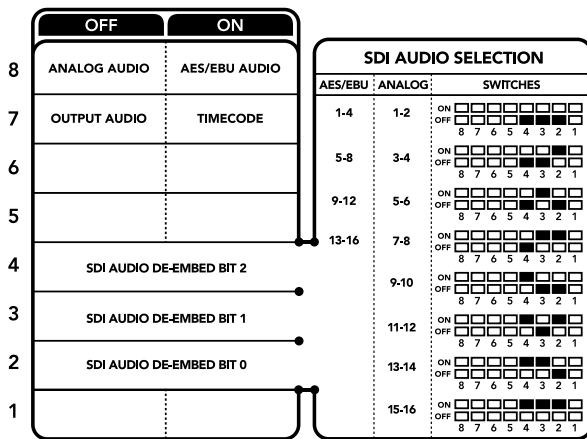 OFF ON
8 ANALOG AUDIO AES/EBU AUDIO
7 OUTPUT AUDIO TIMECODE
6
5
4 SDI AUDIO DE-EMBED BIT 2
3 SDI AUDIO DE-EMBED BIT 1
2 SDI AUDIO DE-EMBED BIT 0
1
SDI AUDIO SELECTION
AES/EBU ANALOG SWITCHES
1-4 1-2 ON
OFF
8 7 6 5 4 3 2 1
5-8 3-4 ON
OFF
8 7 6 5 4 3 2 1
9-12 5-6 ON
OFF
8 7 6 5 4 3 2 1
13-16 7-8 ON
OFF
8 7 6 5 4 3 2 1
9-10 ON
OFF
8 7 6 5 4 3 2 1
11-12 ON
OFF
8 7 6 5 4 3 2 1
13-14 ON
OFF
8 7 6 5 4 3 2 1
15-16 ON
OFF
8 7 6 5 4 3 2 1